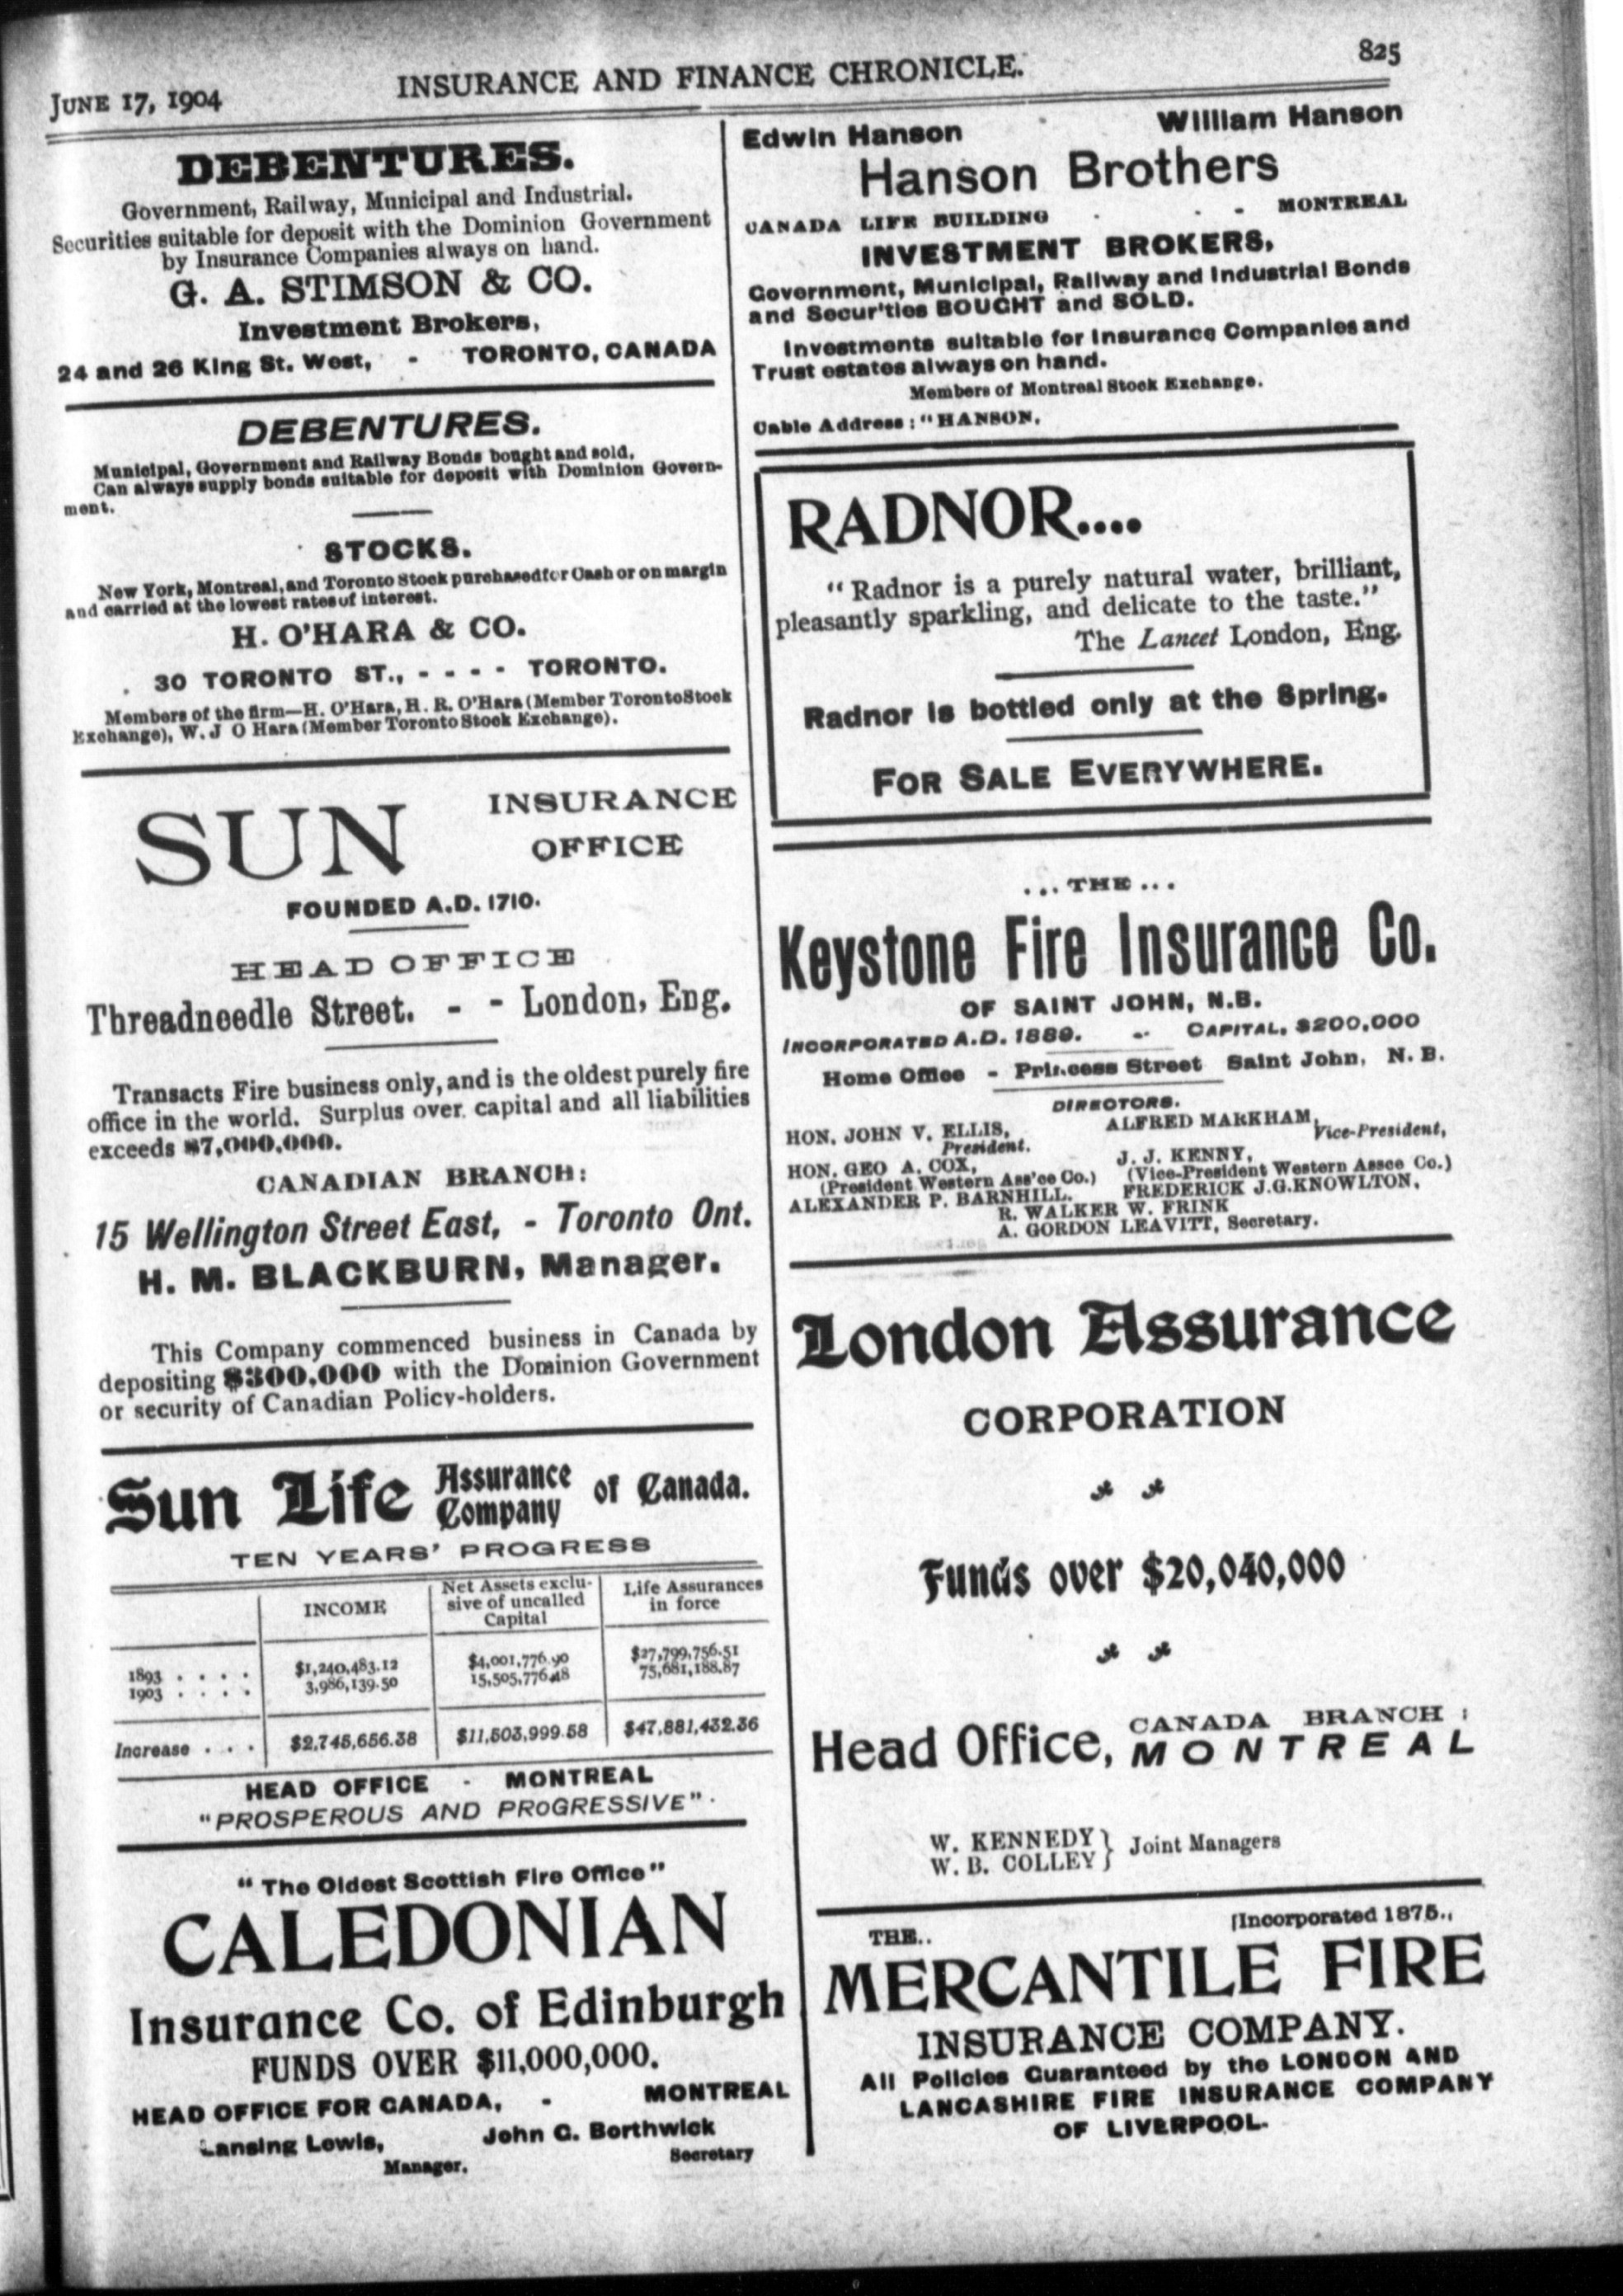 JUNE 17, 1904
INSURANCE AND FINANCE CHRONICLE.
825
DEBENTURES.
Government, Railway, Municipal and Industrial.
Securities suitable for deposit with the Dominion Government
by Insurance Companies always on hand.
G. A. STIMSON & CO.
Investment Brokers,
24 and 26 King St. West, - TORONTO, CANADA
DEBENTURES.
Municipal, Government and Railway Bonds bought and sold.
Can always supply bonds suitable for deposit with Dominion Govern-
ment.
STOCKS.
New York, Montreal, and Toronto Stock purchased for Cash or on margin
and carried at the lowest rates of interest.
H. O'HARA & CO.
30 TORONTO ST., - - - - TORONTO.
Members of the firm—H. O'Hara, H. R. O'Hara (Member Toronto Stock
Exchange), W. J O Hara (Member Toronto Stock Exchange).
SUN INSURANCE
OFFICE
FOUNDED A.D. 1710.
HEAD OFFICE
Threadneedle Street. - - London, Eng.
Transacts Fire business only, and is the oldest purely fire
office in the world. Surplus over capital and all liabilities
exceeds $7,000,000.
CANADIAN BRANCH:
15 Wellington Street East, - Toronto Ont.
H. M. BLACKBURN, Manager.
This Company commenced business in Canada by
depositing $300,000 with the Dominion Government
or security of Canadian Policy-holders.
Sun Life Assurance Company of Canada.
TEN YEARS' PROGRESS
INCOME
Net Assets exclu-
sive of uncalled
Capital
Life Assurances
in force
1893 . . . . $1,240,483.12 $4,001,776.90 $27,799,756.51
1903 . . . . 3,986,139.50 15,505,776.48 75,681,188.87
Increase . . . $2,745,656.38 $11,503,999.58 $47,881,432.36
HEAD OFFICE - MONTREAL
"PROSPEROUS AND PROGRESSIVE"
"The Oldest Scottish Fire Office"
CALEDONIAN
Insurance Co. of Edinburgh
FUNDS OVER $11,000,000.
HEAD OFFICE FOR CANADA, - MONTREAL
Lansing Lewis, John G. Borthwick
Manager. Secretary
Edwin Hanson William Hanson
Hanson Brothers
CANADA LIFE BUILDING - - - MONTREAL
INVESTMENT BROKERS,
Government, Municipal, Railway and Industrial Bonds
and Secur'ties BOUGHT and SOLD.
Investments suitable for Insurance Companies and
Trust estates always on hand.
Members of Montreal Stock Exchange.
Cable Address : "HANSON,
RADNOR....
"Radnor is a purely natural water, brilliant,
pleasantly sparkling, and delicate to the taste."
The Lancet London, Eng.
Radnor is bottled only at the Spring.
FOR SALE EVERYWHERE.
... THE ...
Keystone Fire Insurance Co.
OF SAINT JOHN, N.B.
INCORPORATED A.D. 1889. -- CAPITAL, $200,000
Home Office - Princess Street Saint John, N. B.
DIRECTORS.
HON. JOHN V. ELLIS, ALFRED MARKHAM,
President. Vice-President,
HON. GEO A. COX, J. J. KENNY,
(President Western Ass'ce Co.) (Vice-President Western Assce Co.)
ALEXANDER P. BARNHILL. FREDERICK J.G.KNOWLTON,
R. WALKER W. FRINK
A. GORDON LEAVITT, Secretary.
London Assurance
CORPORATION
Funds over $20,040,000
Head Office, CANADA BRANCH :
MONTREAL
W. KENNEDY } Joint Managers
W. B. COLLEY
THE.. [Incorporated 1875.,
MERCANTILE FIRE
INSURANCE COMPANY.
All Policies Guaranteed by the LONDON AND
LANCASHIRE FIRE INSURANCE COMPANY
OF LIVERPOOL.